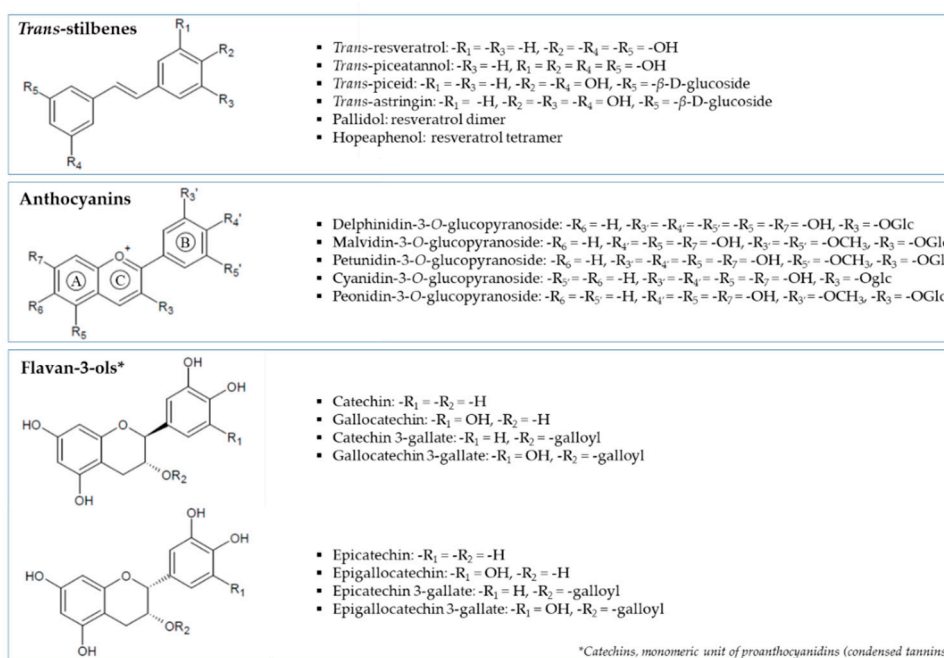 Trans-stilbenes
R1
R2
R3
R5
R4
▪ Trans-resveratrol: -R1 = -R3 = -H, -R2 = -R4 = -R5 = -OH
▪ Trans-piceatannol: -R3 = -H, R1 = R2 = R4 = R5 = -OH
▪ Trans-piceid: -R1 = -R3 = -H, -R2 = -R4 = OH, -R5 = -β-D-glucoside
▪ Trans-astringin: -R1 = -H, -R2 = -R3 = -R4 = OH, -R5 = -β-D-glucoside
▪ Pallidol: resveratrol dimer
▪ Hopeaphenol: resveratrol tetramer
Anthocyanins
R3'
R4'
B
R5'
O+
R7
A
C
R6
R3
R5
▪ Delphinidin-3-O-glucopyranoside: -R6 = -H, -R3' = -R4' = -R5' = -R5 = -R7 = -OH, -R3 = -OGlc
▪ Malvidin-3-O-glucopyranoside: -R6 = -H, -R4' = -R5 = -R7 = -OH, -R3' = -R5' = -OCH3, -R3 = -OGlc
▪ Petunidin-3-O-glucopyranoside: -R6 = -H, -R3' = -R4' = -R5 = -R7 = -OH, -R5' = -OCH3, -R3 = -OGlc
▪ Cyanidin-3-O-glucopyranoside: -R5' = -R6 = -H, -R3' = -R4' = -R5 = -R7 = -OH, -R3 = -Oglc
▪ Peonidin-3-O-glucopyranoside: -R6 = -R5' = -H, -R4' = -R5 = -R7 = -OH, -R3' = -OCH3, -R3 = -OGlc
Flavan-3-ols*
OH
OH
HO
O
R1
OR2
OH
▪ Catechin: -R1 = -R2 = -H
▪ Gallocatechin: -R1 = OH, -R2 = -H
▪ Catechin 3-gallate: -R1 = H, -R2 = -galloyl
▪ Gallocatechin 3-gallate: -R1 = OH, -R2 = -galloyl
OH
OH
HO
O
R1
OR2
OH
▪ Epicatechin: -R1 = -R2 = -H
▪ Epigallocatechin: -R1 = OH, -R2 = -H
▪ Epicatechin 3-gallate: -R1 = H, -R2 = -galloyl
▪ Epigallocatechin 3-gallate: -R1 = OH, -R2 = -galloyl
*Catechins, monomeric unit of proanthocyanidins (condensed tannins